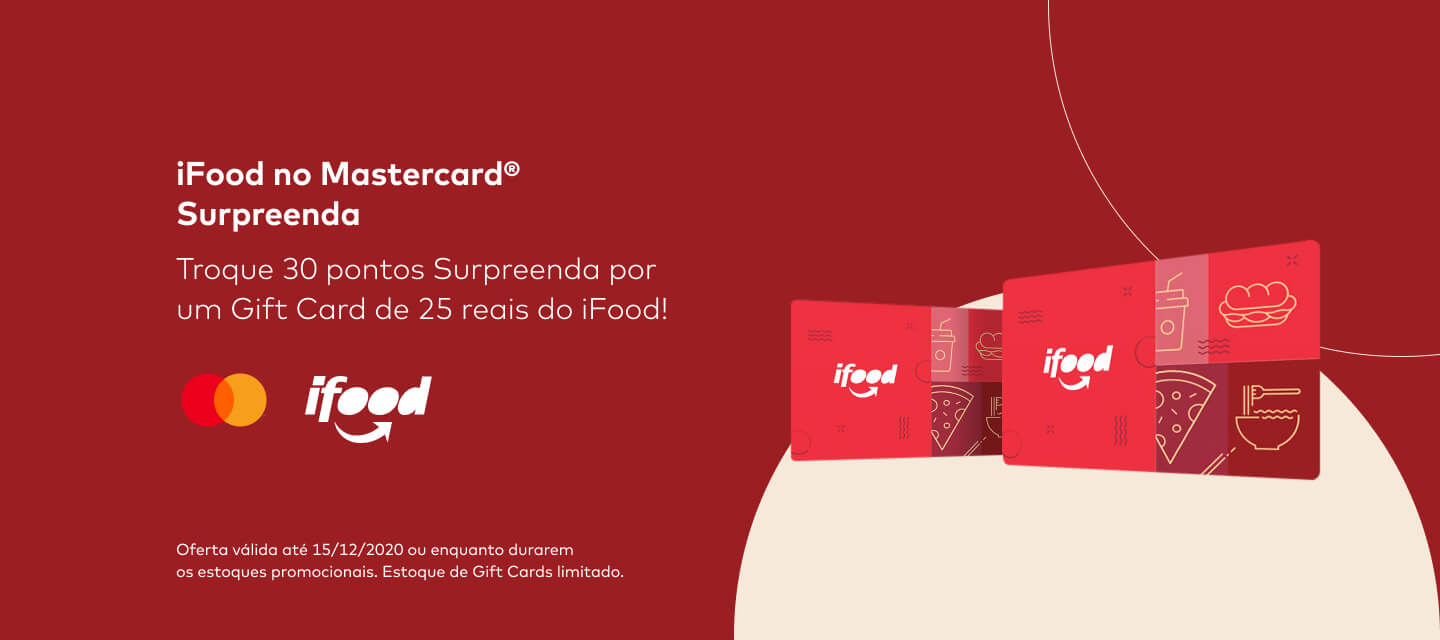 iFood no Mastercard®
Surpreenda
Troque 30 pontos Surpreenda por
um Gift Card de 25 reais do iFood!
ifood
ifood
ifood
Oferta válida até 15/12/2020 ou enquanto durarem
os estoques promocionais. Estoque de Gift Cards limitado.